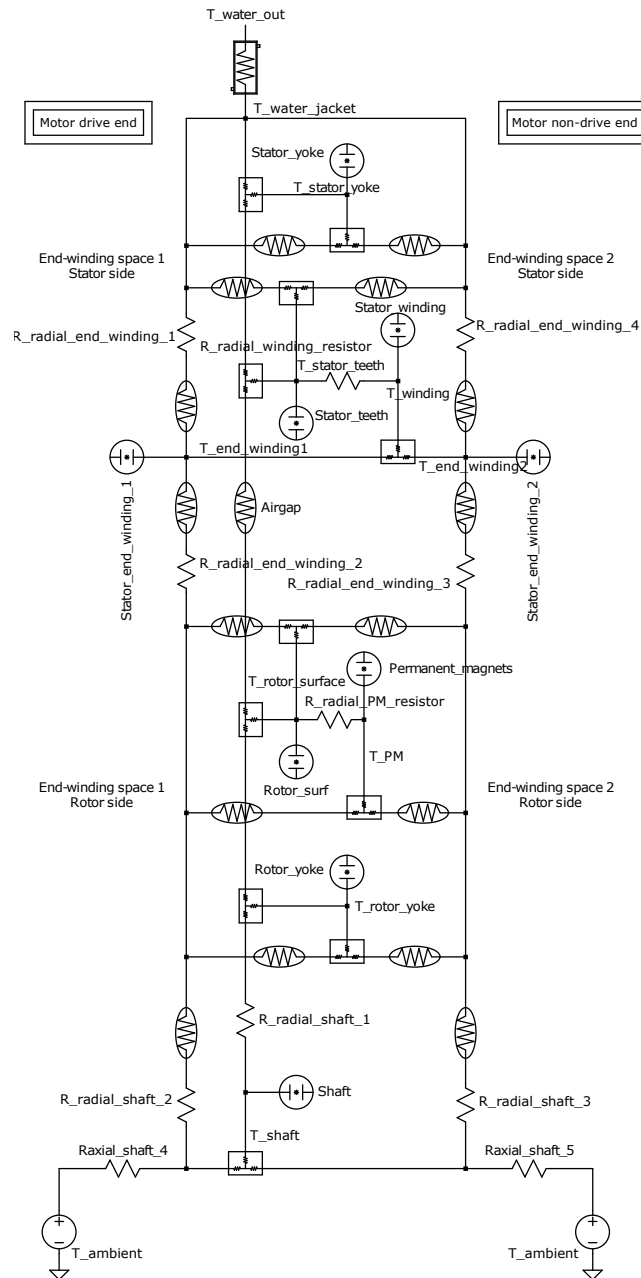 T_water_out
T_water_jacket
Motor drive end
Motor non-drive end
Stator_yoke
T_stator_yoke
End-winding space 1
Stator side
End-winding space 2
Stator side
Stator_winding
R_radial_end_winding_1
R_radial_end_winding_4
R_radial_winding_resistor
T_stator_teeth
T_winding
Stator_teeth
T_end_winding1
T_end_winding2
Stator_end_winding_1
Stator_end_winding_2
Airgap
R_radial_end_winding_2
R_radial_end_winding_3
T_rotor_surface
Permanent_magnets
R_radial_PM_resistor
T_PM
Rotor_surf
End-winding space 1
Rotor side
End-winding space 2
Rotor side
Rotor_yoke
T_rotor_yoke
R_radial_shaft_1
Shaft
R_radial_shaft_2
R_radial_shaft_3
T_shaft
Raxial_shaft_4
Raxial_shaft_5
T_ambient
T_ambient